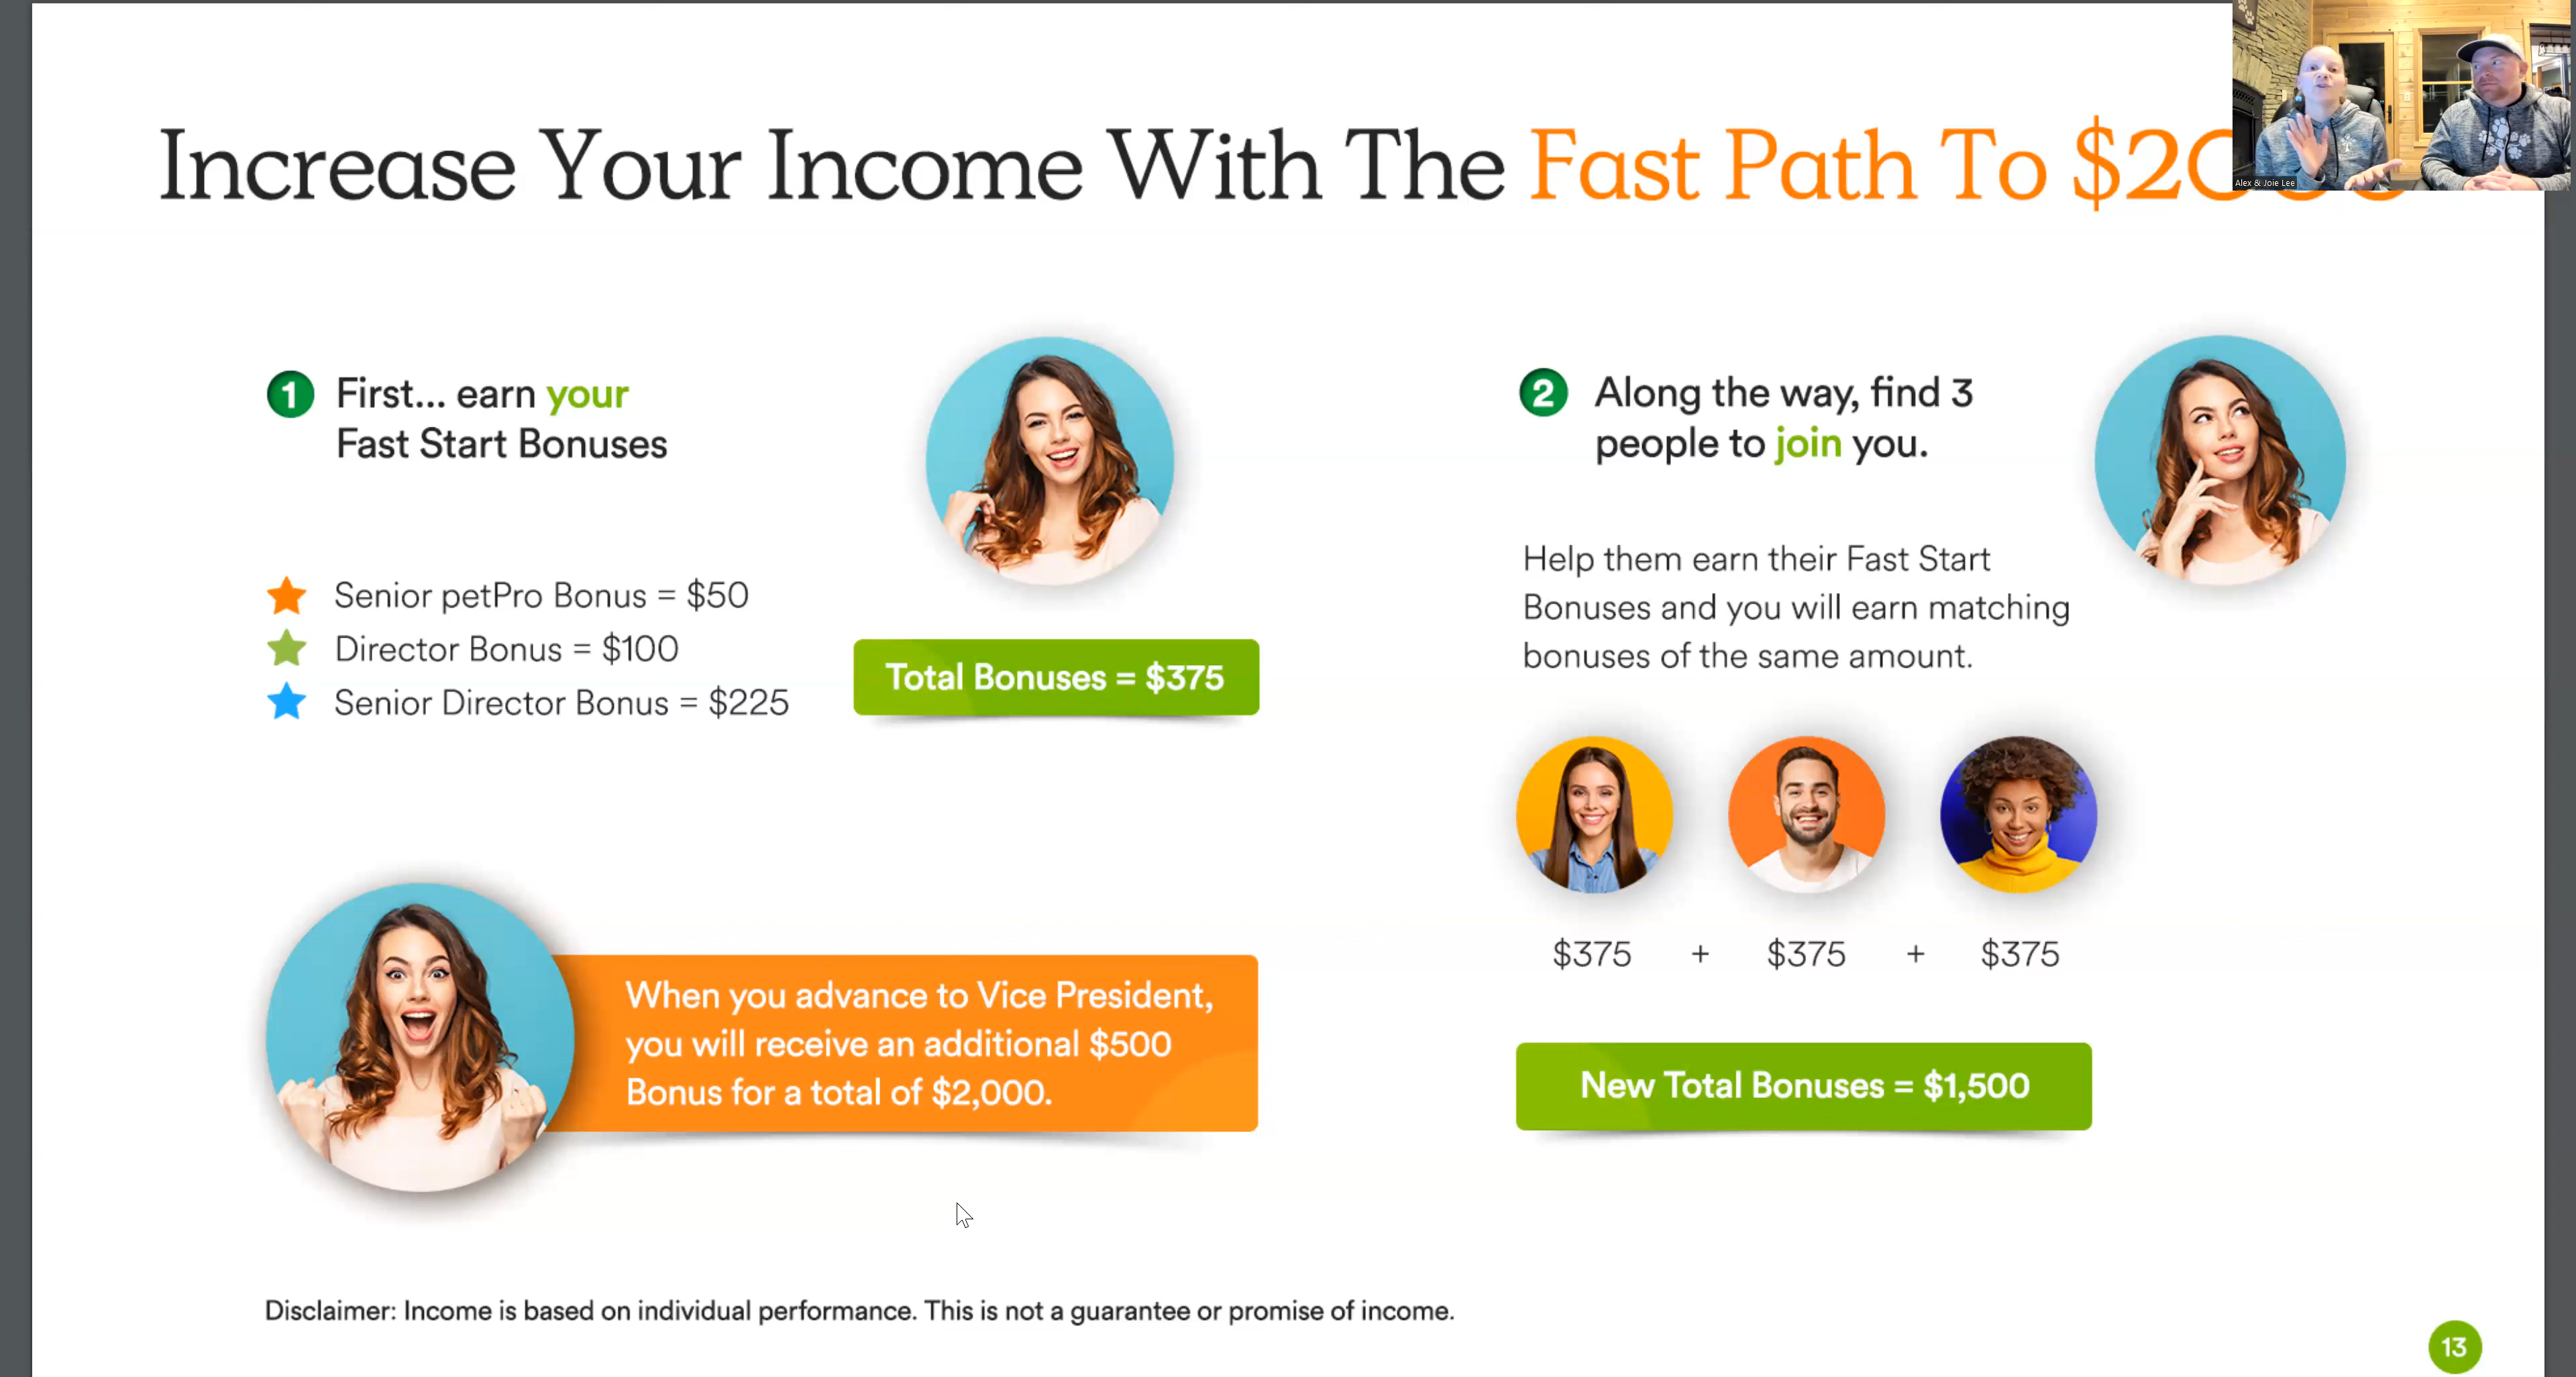 Increase Your Income With The Fast Path To
Alex & Joie Lee
1 First... earn your
Fast Start Bonuses
Senior petPro Bonus = $50
Director Bonus = $100
Senior Director Bonus = $225
Total Bonuses = $375
When you advance to Vice President,
you will receive an additional $500
Bonus for a total of $2,000.
2 Along the way, find 3
people to join you.
Help them earn their Fast Start
Bonuses and you will earn matching
bonuses of the same amount.
$375 + $375 + $375
New Total Bonuses = $1,500
Disclaimer: Income is based on individual performance. This is not a guarantee or promise of income.
13